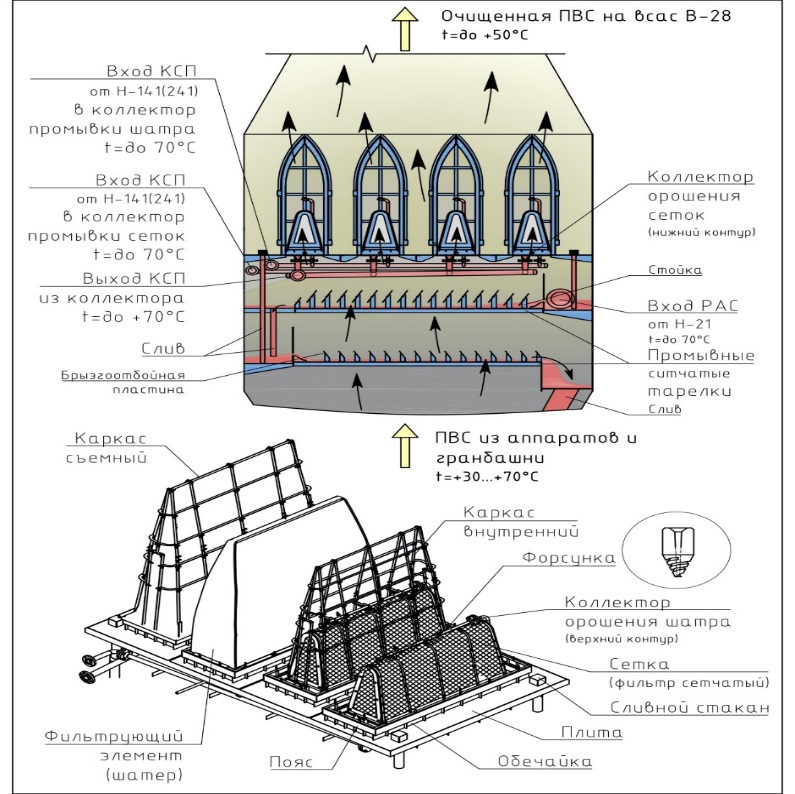 Очищенная ПВС на всас В-28
t=до +50°С
Вход КСП
от Н-141(241)
в коллектор
промывки шатра
t=до 70°С
Вход КСП
от Н-141(241)
в коллектор
промывки сеток
t=до 70°С
Выход КСП
из коллектора
t=до +70°С
Слив
Брызгоотбойная
пластина
Коллектор
орошения
сеток
(нижний контур)
Стойка
Вход РАС
от Н-21
t=до 70°С
Промывные
ситчатые
тарелки
Слив
ПВС из аппаратов и
гранбашни
t=+30...+70°С
Каркас
съемный
Каркас
внутренний
Форсунка
Коллектор
орошения шатра
(верхний контур)
Сетка
(фильтр сетчатый)
Сливной стакан
Плита
Обечайка
Пояс
Фильтрующий
элемент
(шатер)